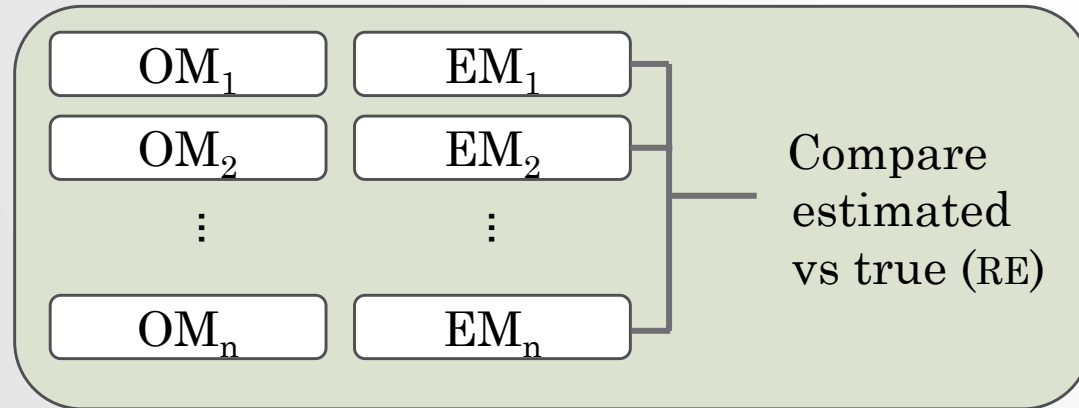 OM₁ EM₁
OM₂ EM₂
⋮ ⋮
OMₙ EMₙ
Compare
estimated
vs true (RE)